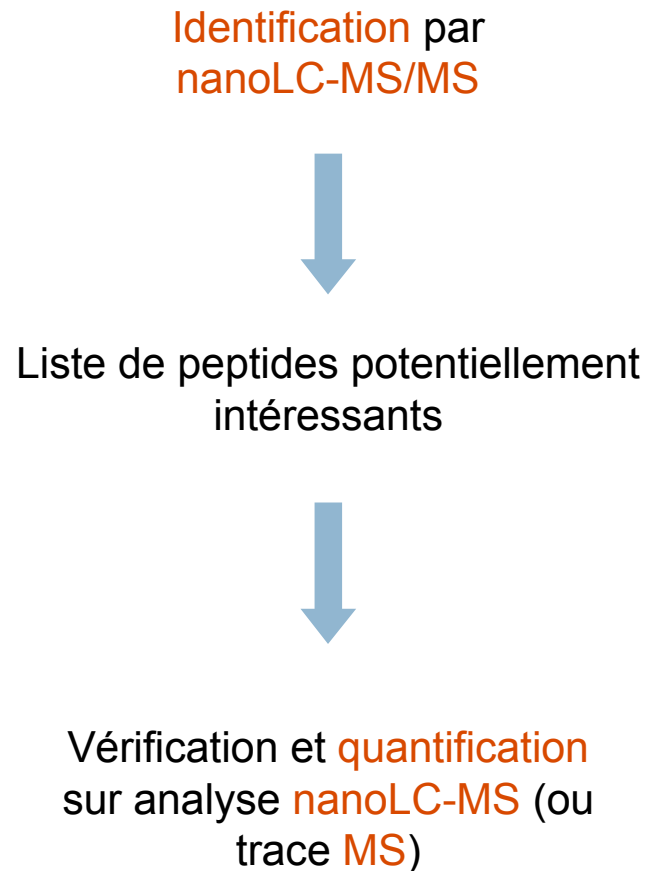 Identification par
nanoLC-MS/MS
Liste de peptides potentiellement
intéressants
Vérification et quantification
sur analyse nanoLC-MS (ou
trace MS)